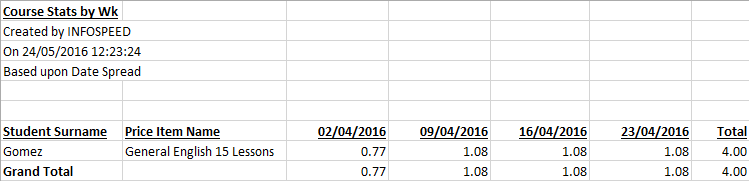 Course Stats by Wk
Created by INFOSPEED
On 24/05/2016 12:23:24
Based upon Date Spread
Student Surname Price Item Name 02/04/2016 09/04/2016 16/04/2016 23/04/2016 Total
Gomez General English 15 Lessons 0.77 1.08 1.08 1.08 4.00
Grand Total 0.77 1.08 1.08 1.08 4.00